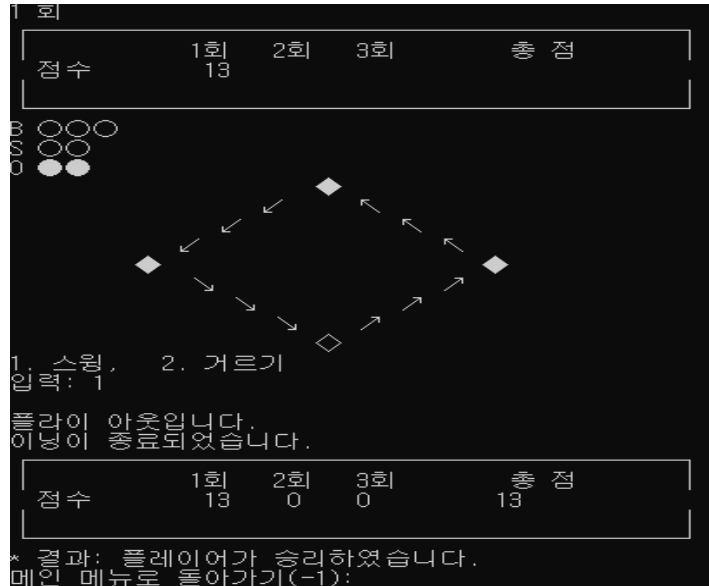 1 회
1회 2회 3회 총 점
점수 13
B ○○○
S ○○
O ●●
1. 스윙, 2. 거르기
입력: 1
플라이 아웃입니다.
이닝이 종료되었습니다.
1회 2회 3회 총 점
점수 13 0 0 13
* 결과: 플레이어가 승리하였습니다.
메인 메뉴로 돌아가기(-1):